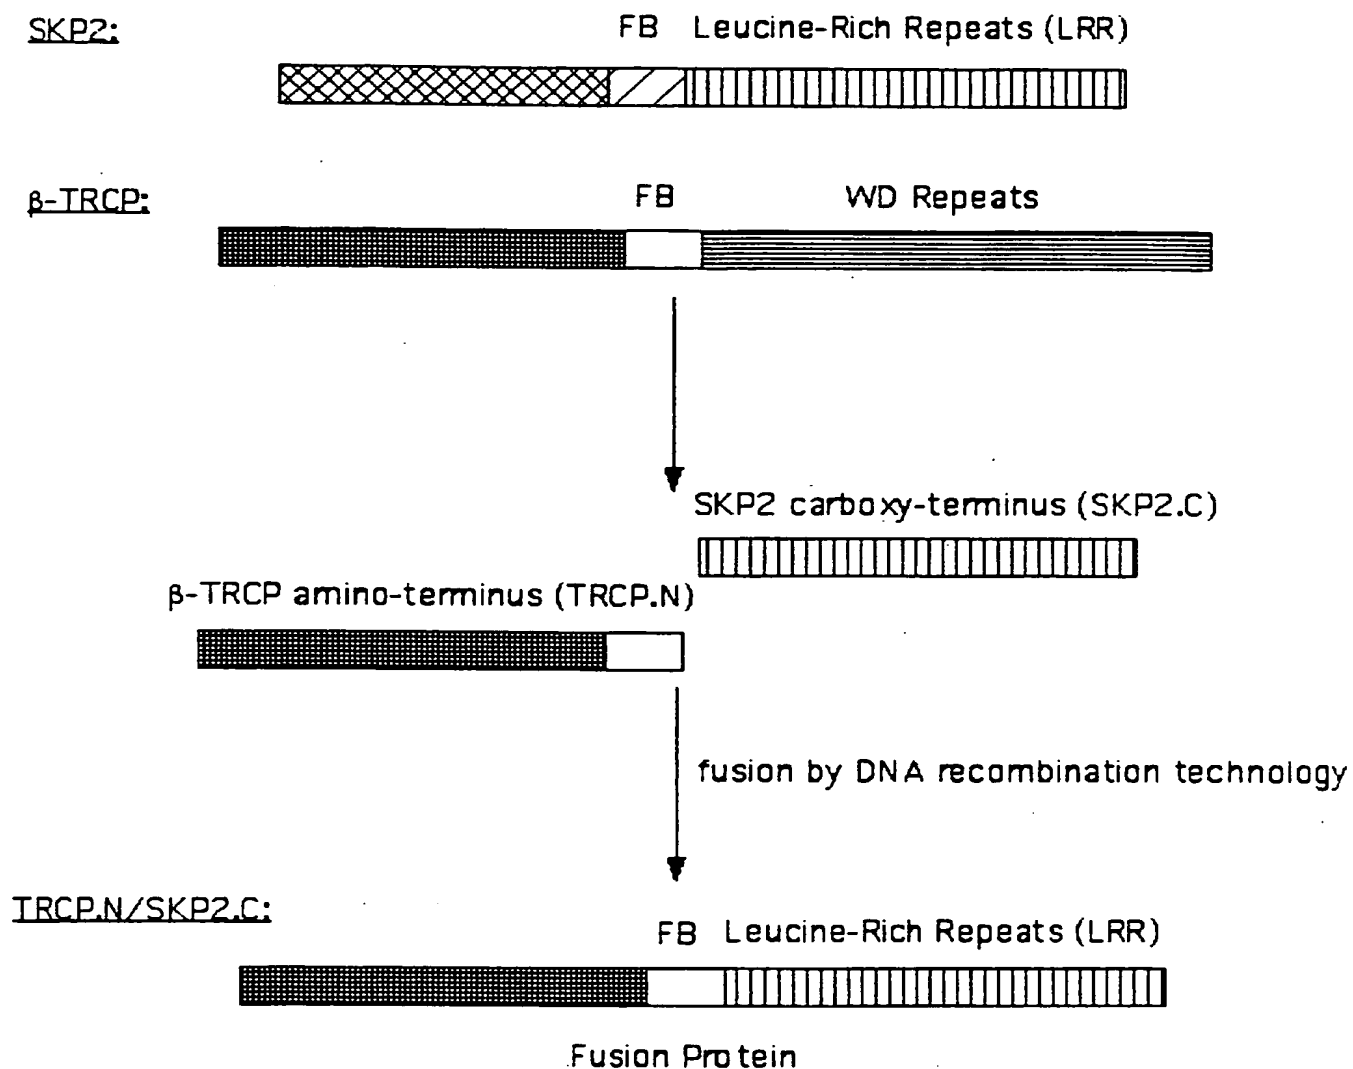 SKP2:
FB Leucine-Rich Repeats (LRR)
β-TRCP:
FB WD Repeats
SKP2 carboxy-terminus (SKP2.C)
β-TRCP amino-terminus (TRCP.N)
fusion by DNA recombination technology
TRCP.N/SKP2.C:
FB Leucine-Rich Repeats (LRR)
Fusion Protein